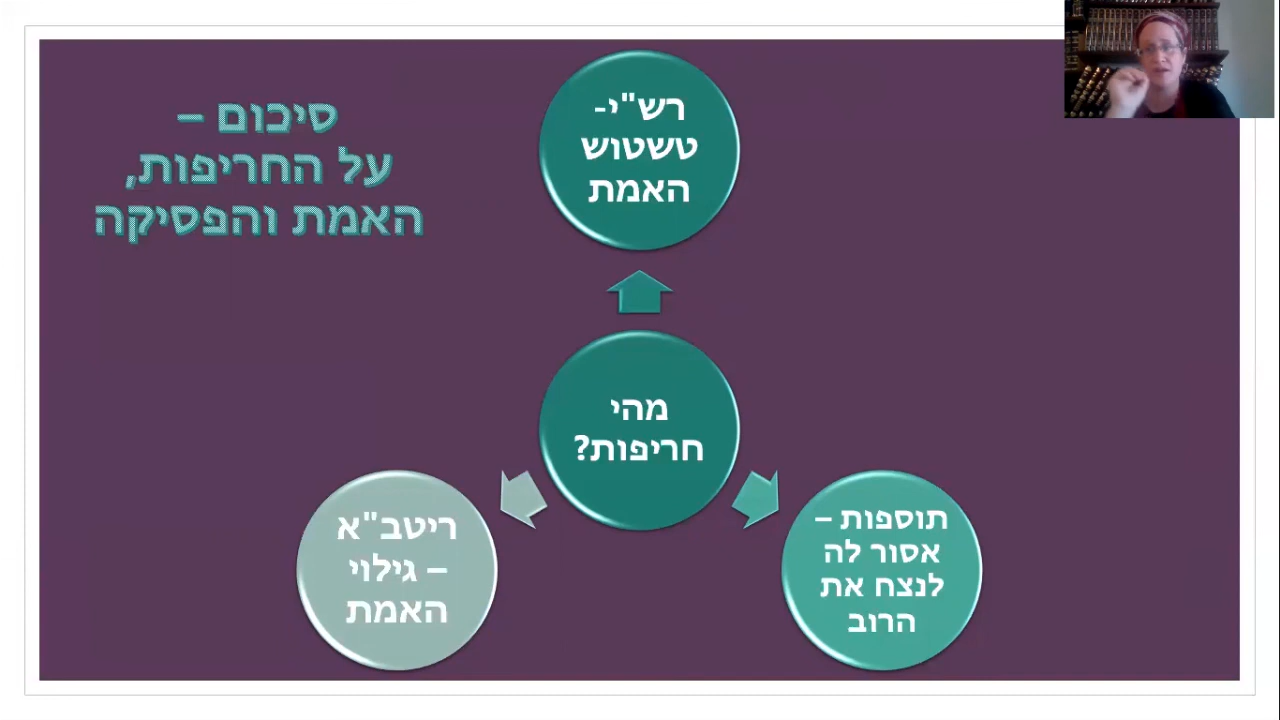 סיכום –
על החריפות,
האמת והפסיקה
רש"י-
טשטוש
האמת
מהי
חריפות?
תוספות –
אסור לה
לנצח את
הרוב
ריטב"א
– גילוי
האמת